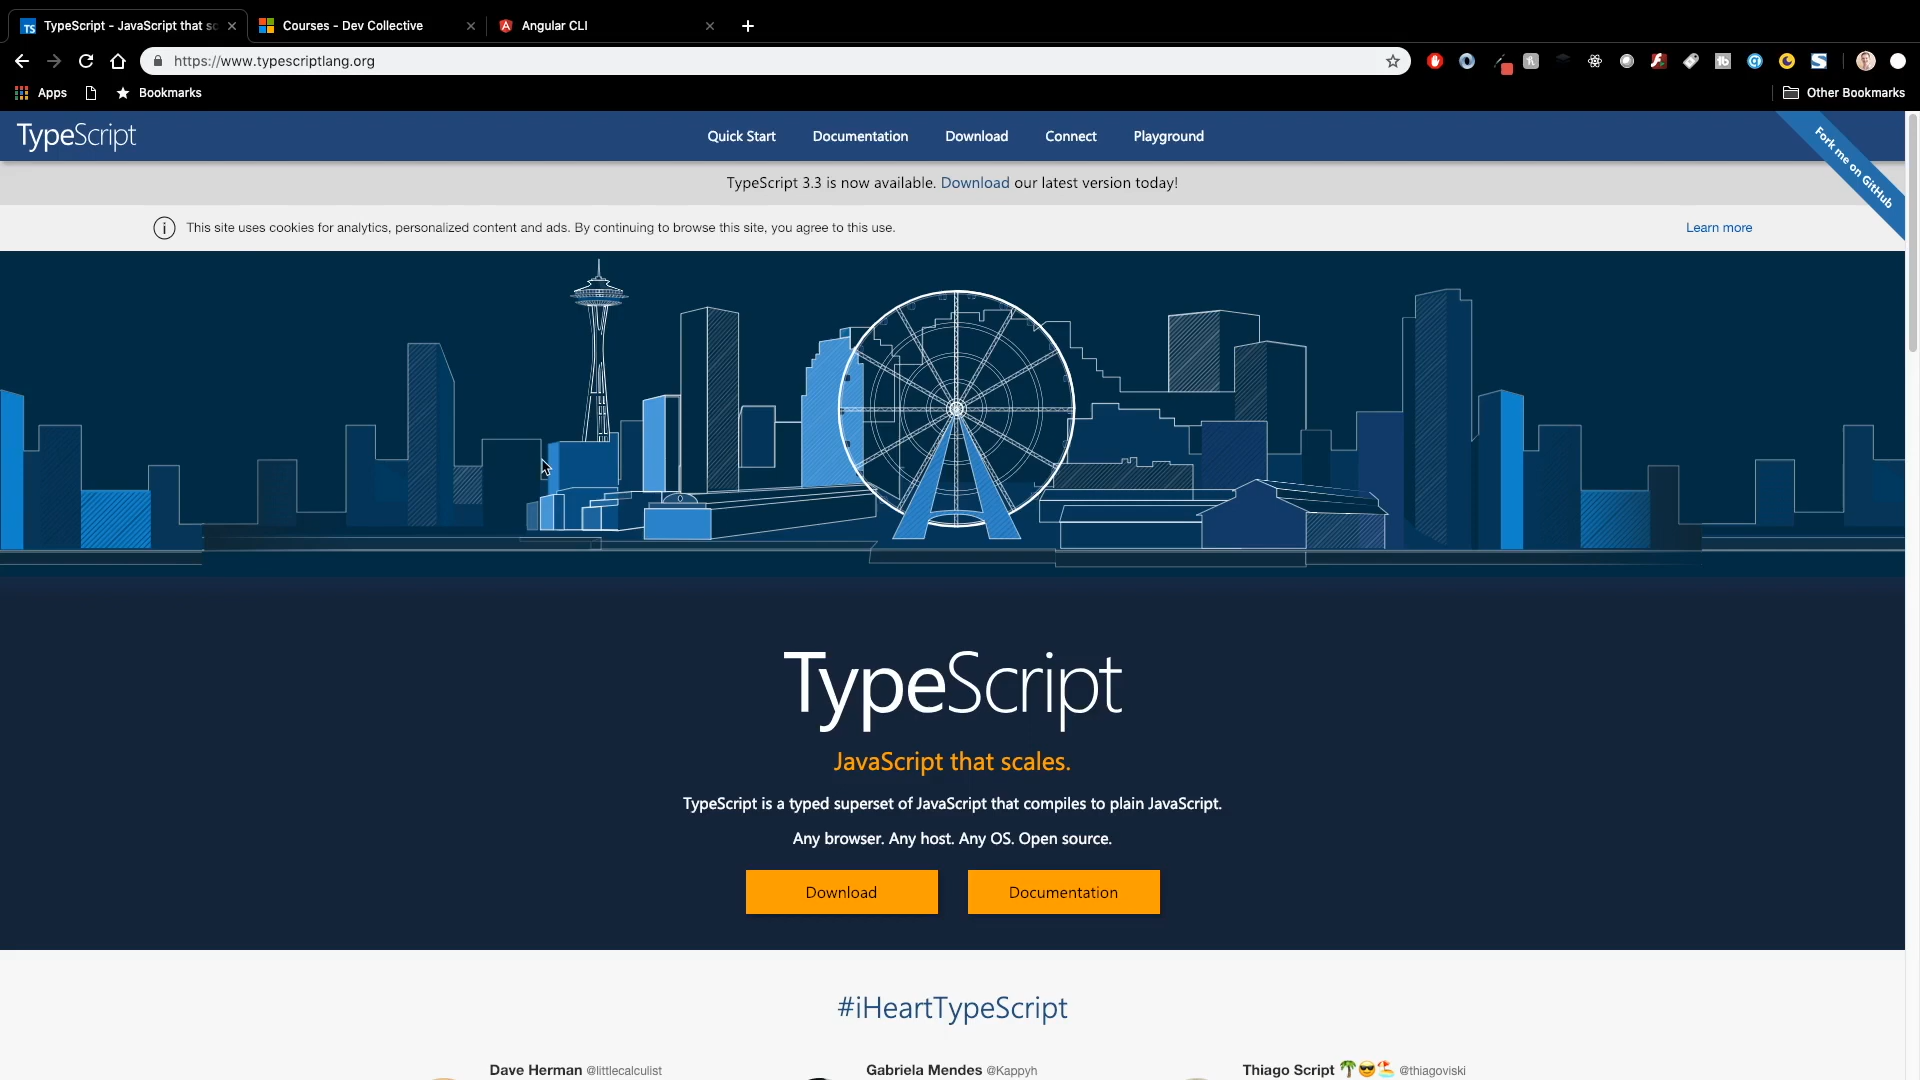 TypeScript - JavaScript that sc
Courses - Dev Collective
Angular CLI
https://www.typescriptlang.org
Apps
Bookmarks
Other Bookmarks
TypeScript
Quick Start
Documentation
Download
Connect
Playground
Fork me on GitHub
TypeScript 3.3 is now available. Download our latest version today!
This site uses cookies for analytics, personalized content and ads. By continuing to browse this site, you agree to this use.
Learn more
TypeScript
JavaScript that scales.
TypeScript is a typed superset of JavaScript that compiles to plain JavaScript.
Any browser. Any host. Any OS. Open source.
Download
Documentation
#iHeartTypeScript
Dave Herman @littlecalculist
Gabriela Mendes @Kappyh
Thiago Script 🌴😎🏖️ @thiagoviski